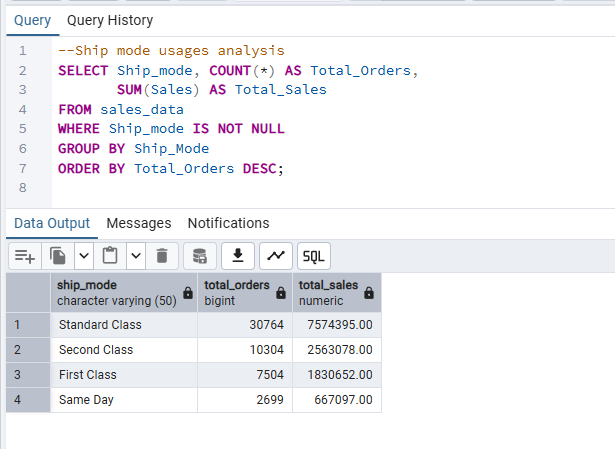 Query Query History
1 --Ship mode usages analysis
2 SELECT Ship_mode, COUNT(*) AS Total_Orders,
3 SUM(Sales) AS Total_Sales
4 FROM sales_data
5 WHERE Ship_mode IS NOT NULL
6 GROUP BY Ship_Mode
7 ORDER BY Total_Orders DESC;
8
Data Output Messages Notifications
SQL
ship_mode total_orders total_sales
character varying (50) bigint numeric
1 Standard Class 30764 7574395.00
2 Second Class 10304 2563078.00
3 First Class 7504 1830652.00
4 Same Day 2699 667097.00